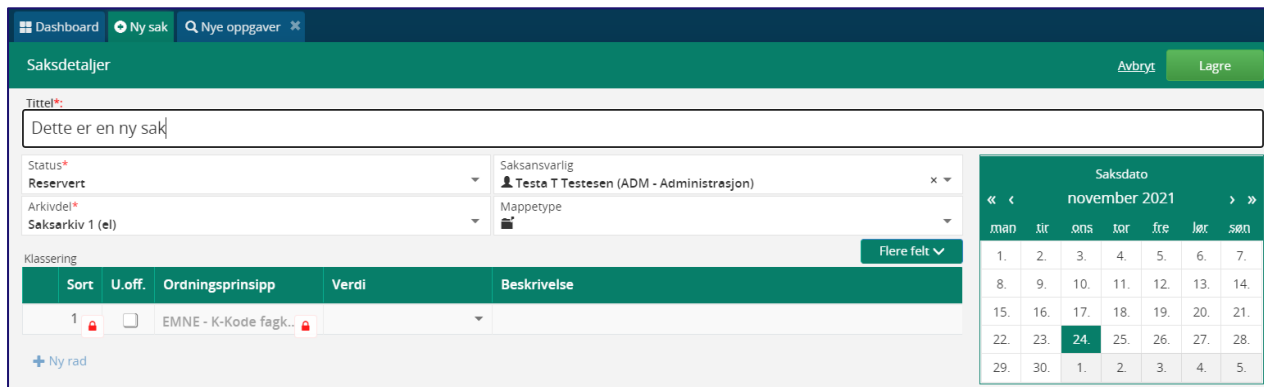 Dashboard Ny sak Nye oppgaver
Saksdetaljer Avbryt Lagre
Tittel*:
Dette er en ny sak
Status*
Reservert
Saksansvarlig
Testa T Testesen (ADM - Administrasjon)
Arkivdel*
Saksarkiv 1 (el)
Mappetype
Klassering Flere felt
Sort U.off. Ordningsprinsipp Verdi Beskrivelse
1 EMNE - K-Kode fagk..
Ny rad
Saksdato
« ‹ november 2021 › »
man tir ons tor fre lør søn
1. 2. 3. 4. 5. 6. 7.
8. 9. 10. 11. 12. 13. 14.
15. 16. 17. 18. 19. 20. 21.
22. 23. 24. 25. 26. 27. 28.
29. 30. 1. 2. 3. 4. 5.